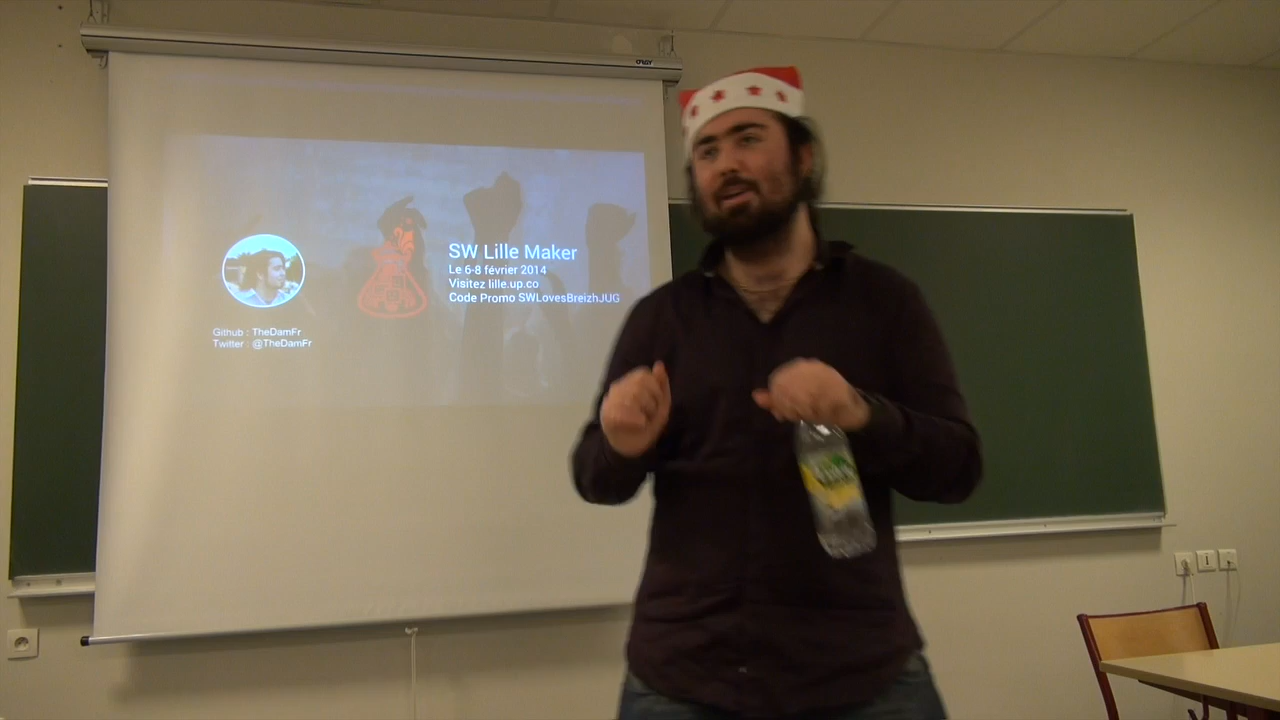 ORAY
SW Lille Maker
Le 6-8 février 2014
Visitez lille.up.co
Code Promo SWLovesBreizhJUG
Github : TheDamFr
Twitter : @TheDamFr